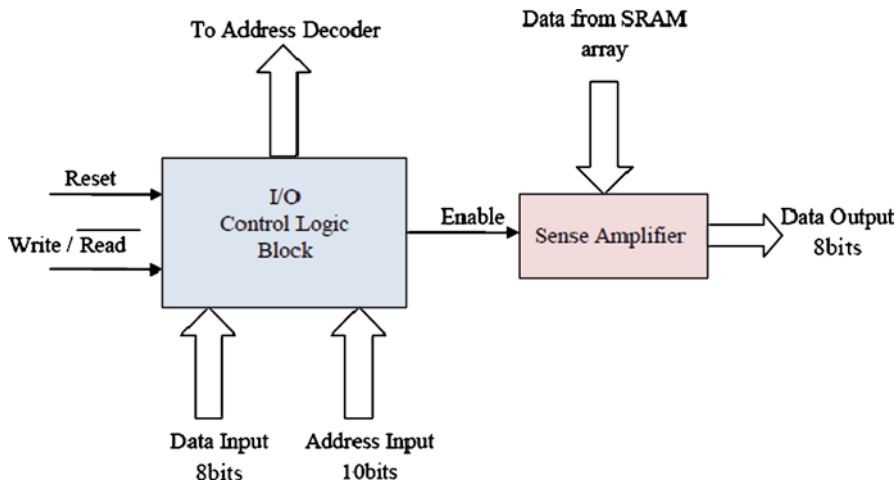 To Address Decoder
Data from SRAM
array
Reset
Write / Read
I/O
Control Logic
Block
Enable
Sense Amplifier
Data Output
8bits
Data Input
8bits
Address Input
10bits